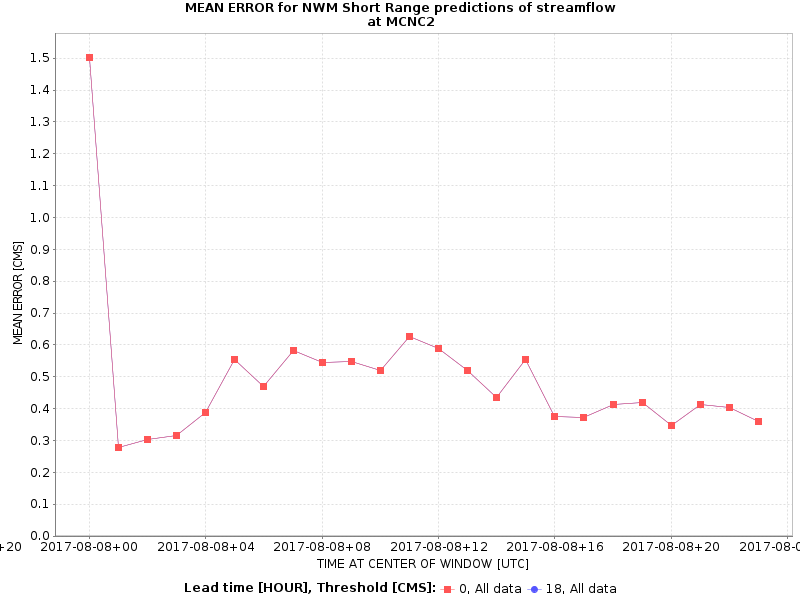 MEAN ERROR for NWM Short Range predictions of streamflow
at MCNC2
1.5
1.4
1.3
1.2
1.1
1.0
0.9
0.8
0.7
0.6
0.5
0.4
0.3
0.2
0.1
0.0
MEAN ERROR [CMS]
+20 2017-08-08+00 2017-08-08+04 2017-08-08+08 2017-08-08+12 2017-08-08+16 2017-08-08+20 2017-08-0
TIME AT CENTER OF WINDOW [UTC]
Lead time [HOUR], Threshold [CMS]: 0, All data 18, All data